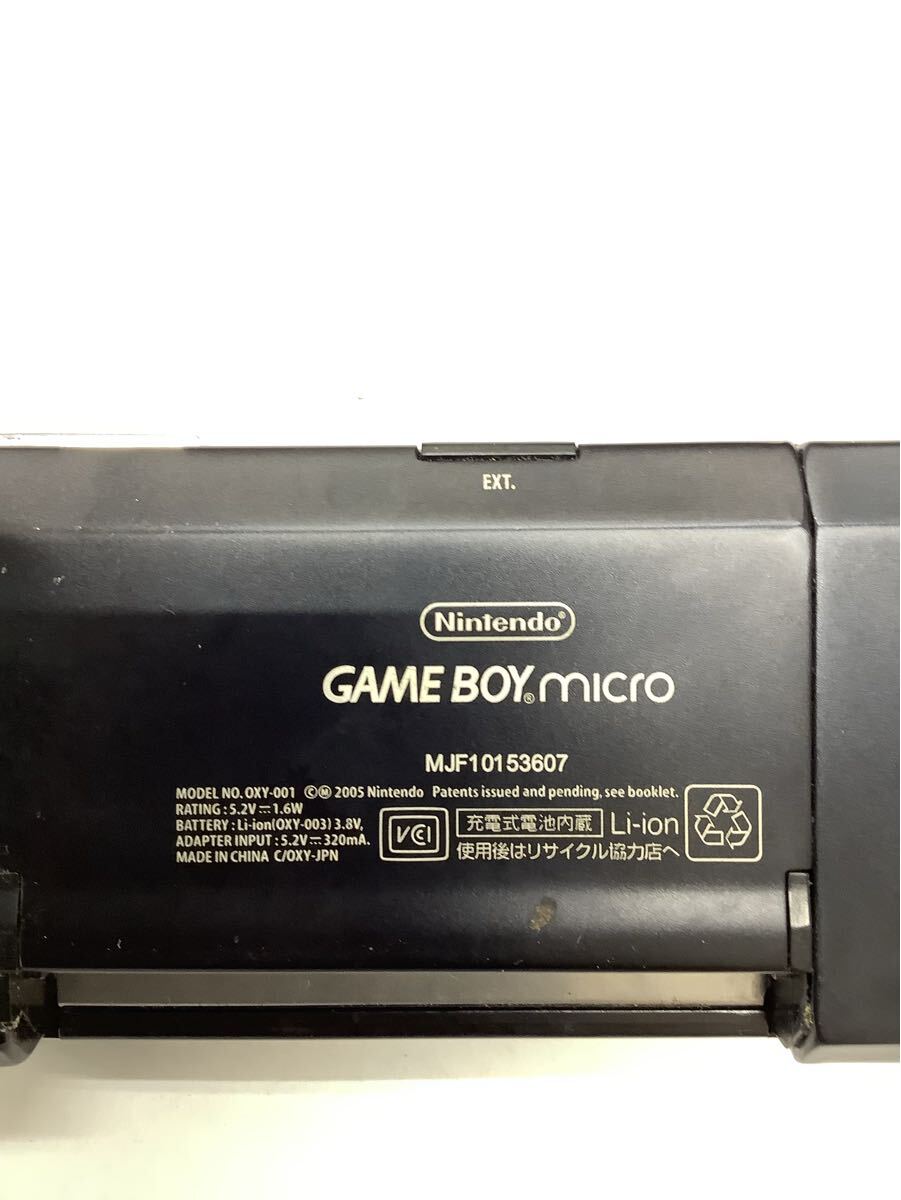 EXT.
Nintendo®
GAME BOY® micro
MJF10153607
MODEL NO. OXY-001 ©Ⓜ 2005 Nintendo Patents issued and pending, see booklet.
RATING : 5.2V⎓1.6W
BATTERY : Li-ion(OXY-003) 3.8V,
ADAPTER INPUT : 5.2V⎓320mA.
MADE IN CHINA C/OXY-JPN
VCI
充電式電池内蔵 Li-ion
使用後はリサイクル協力店へ